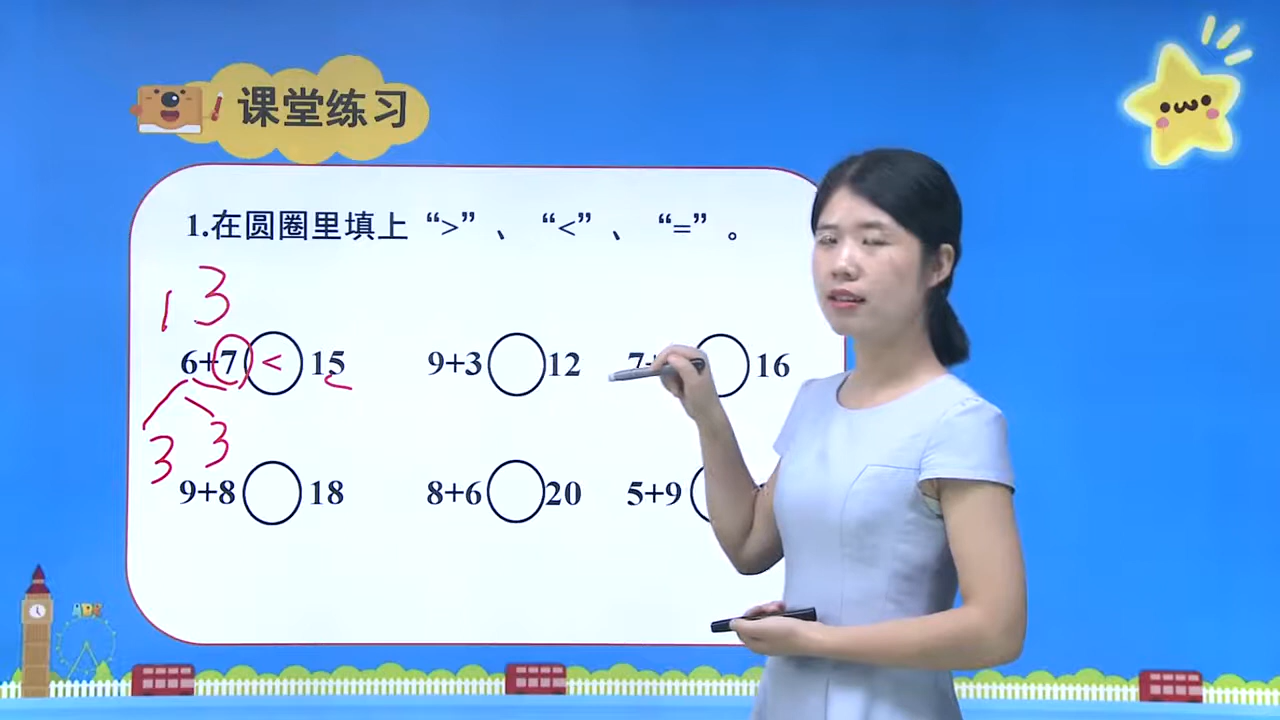 课堂练习
1.在圆圈里填上“>”、“<”、“=”。
13
6+7 < 15
9+3 12
7+ 16
3 3
9+8 18
8+6 20
5+9